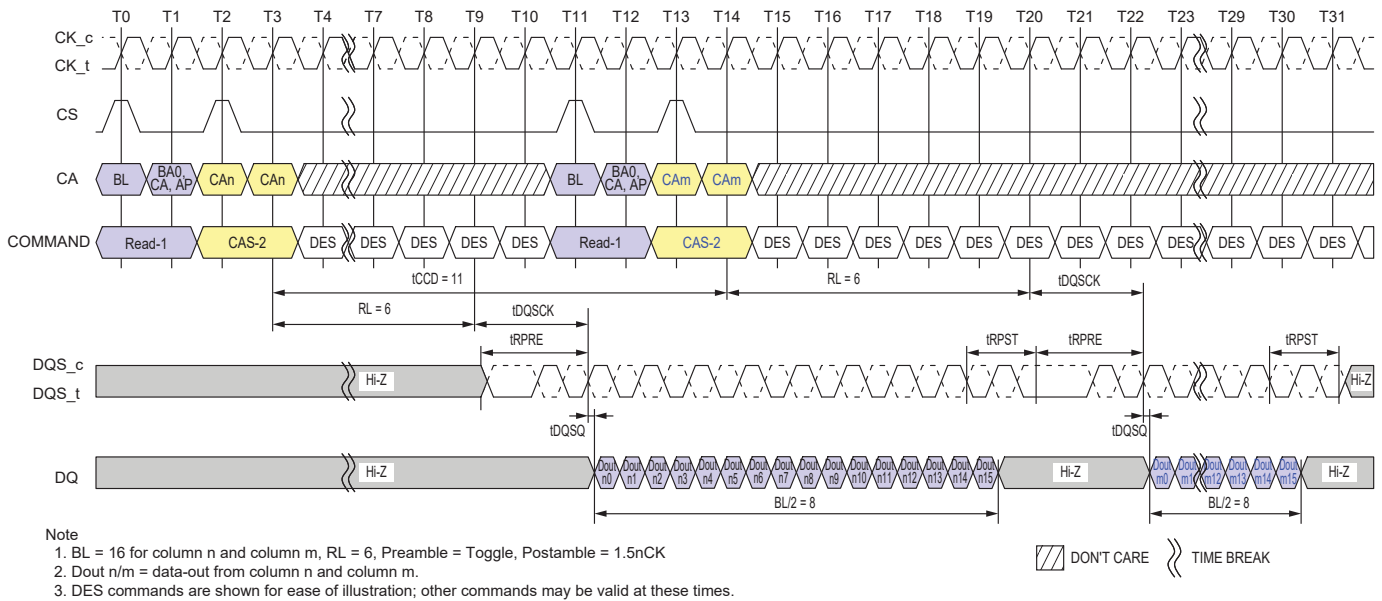 T0 T1 T2 T3 T4 T7 T8 T9 T10 T11 T12 T13 T14 T15 T16 T17 T18 T19 T20 T21 T22 T23 T29 T30 T31
CK_c
CK_t
CS
CA BL BA0, CA, AP CAn CAn BL BA0, CA, AP CAm CAm
COMMAND Read-1 CAS-2 DES DES DES DES DES Read-1 CAS-2 DES DES DES DES DES DES DES DES DES DES DES DES
tCCD = 11 RL = 6 tDQSCK
RL = 6 tDQSCK
tRPRE tRPST tRPRE tRPST
DQS_c
DQS_t
Hi-Z Hi-Z
tDQSQ tDQSQ
DQ Hi-Z Dout n0 Dout n1 Dout n2 Dout n3 Dout n4 Dout n5 Dout n6 Dout n7 Dout n8 Dout n9 Dout n10 Dout n11 Dout n12 Dout n13 Dout n14 Dout n15 Hi-Z Dout m0 Dout m1 Dout m12 Dout m13 Dout m14 Dout m15 Hi-Z
BL/2 = 8 BL/2 = 8
Note
1. BL = 16 for column n and column m, RL = 6, Preamble = Toggle, Postamble = 1.5nCK
2. Dout n/m = data-out from column n and column m.
3. DES commands are shown for ease of illustration; other commands may be valid at these times.
DON'T CARE TIME BREAK